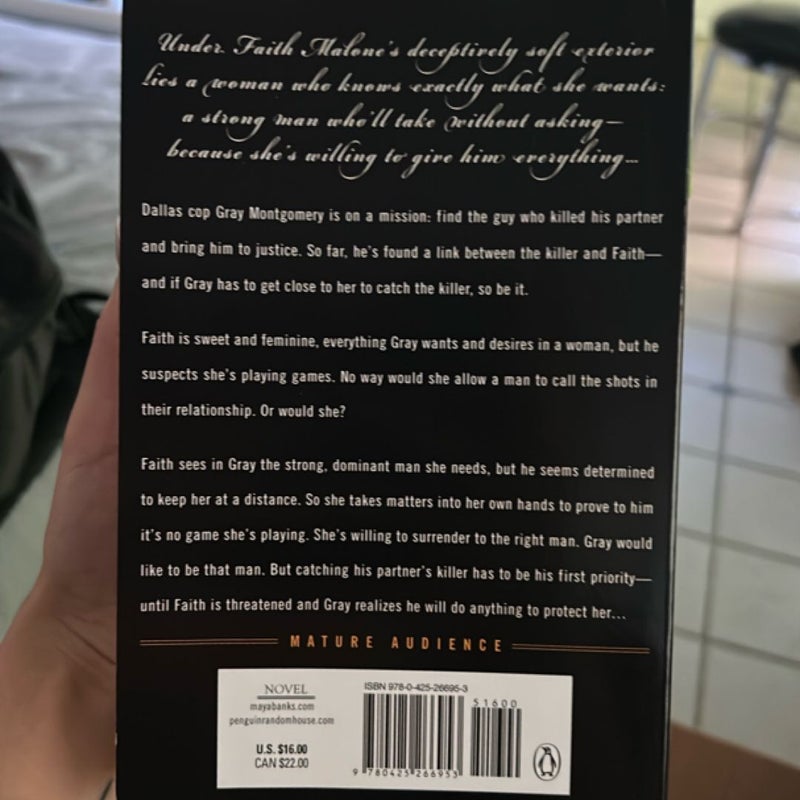 Under Faith Malone's deceptively soft exterior
lies a woman who knows exactly what she wants:
a strong man who'll take without asking—
because she's willing to give him everything...
Dallas cop Gray Montgomery is on a mission: find the guy who killed his partner
and bring him to justice. So far, he's found a link between the killer and Faith—
and if Gray has to get close to her to catch the killer, so be it.
Faith is sweet and feminine, everything Gray wants and desires in a woman, but he
suspects she's playing games. No way would she allow a man to call the shots in
their relationship. Or would she?
Faith sees in Gray the strong, dominant man she needs, but he seems determined
to keep her at a distance. So she takes matters into her own hands to prove to him
it's no game she's playing. She's willing to surrender to the right man. Gray would
like to be that man. But catching his partner's killer has to be his first priority—
until Faith is threatened and Gray realizes he will do anything to protect her...
MATURE AUDIENCE
NOVEL
mayabanks.com
penguinrandomhouse.com
U.S. $16.00
CAN $22.00
ISBN 978-0-425-26695-3
51600
9 780425 266953